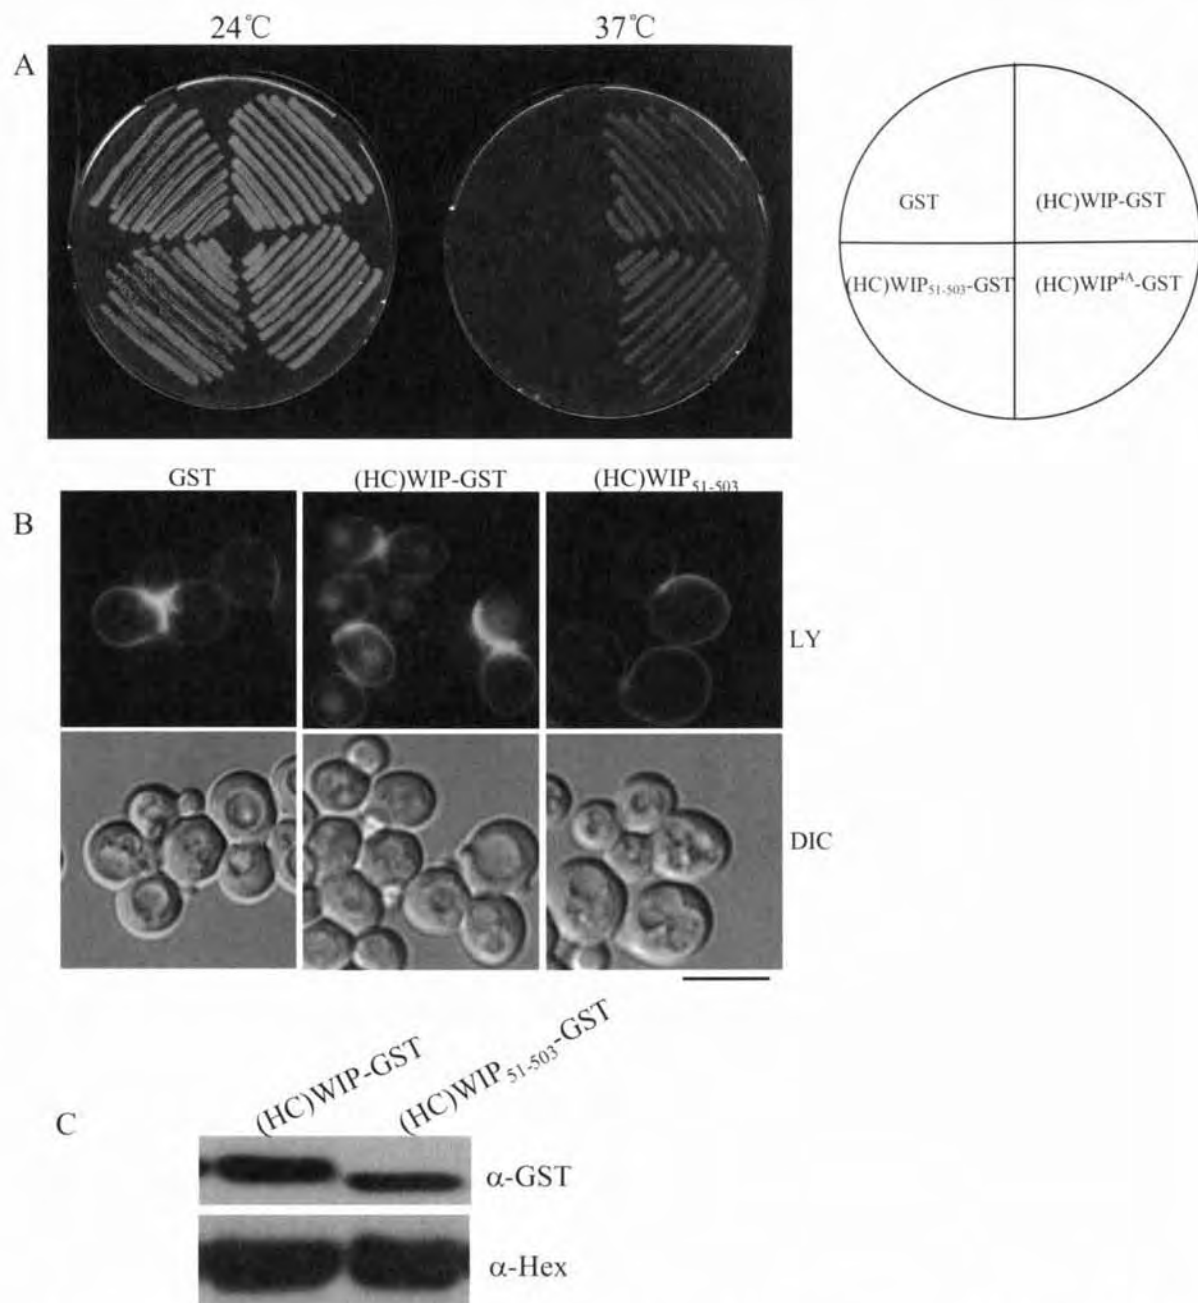 24℃ 37℃
A
GST (HC)WIP-GST
(HC)WIP₅₁₋₅₀₃-GST (HC)WIP⁴ᴬ-GST
GST (HC)WIP-GST (HC)WIP₅₁₋₅₀₃
B
LY
DIC
(HC)WIP-GST (HC)WIP₅₁₋₅₀₃-GST
C
α-GST
α-Hex